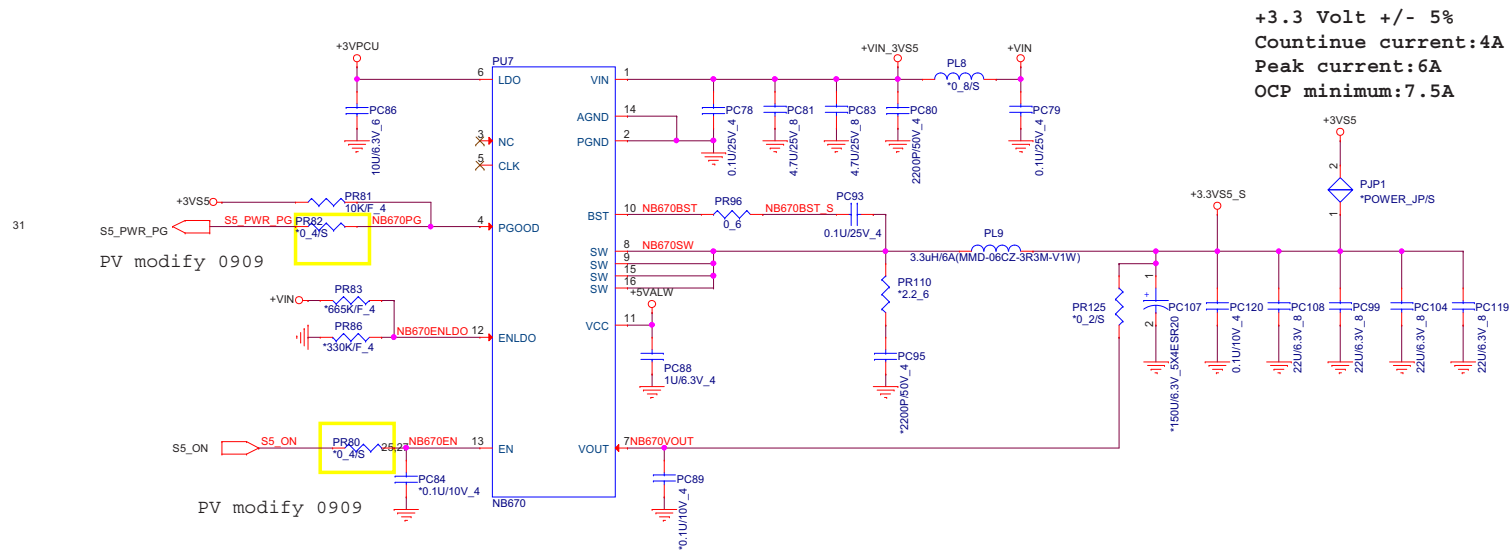 +3.3 Volt +/- 5%
Countinue current:4A
Peak current:6A
OCP minimum:7.5A
+3VPCU
PU7
6
LDO
PC86
10U/6.3V_6
3
NC
5
CLK
+3VS5
PR81
10K/F_4
31
S5_PWR_PG
S5_PWR_PG
PR82
*0_4/S
NB670PG
4
PGOOD
PV modify 0909
+VIN
PR83
*665K/F_4
PR86
*330K/F_4
NB670ENLDO
12
ENLDO
S5_ON
S5_ON
PR80
*0_4/S
25,27
NB670EN
13
EN
PC84
*0.1U/10V_4
PV modify 0909
NB670
VIN
1
AGND
14
PGND
2
+VIN_3VS5
PL8
*0_8/S
+VIN
PC78
0.1U/25V_4
PC81
4.7U/25V_8
PC83
4.7U/25V_8
PC80
2200P/50V_4
PC79
0.1U/25V_4
BST
10
NB670BST
PR96
0_6
NB670BST_S
PC93
0.1U/25V_4
SW
8
NB670SW
SW
9
SW
15
SW
16
PL9
3.3uH/6A(MMD-06CZ-3R3M-V1W)
PR110
*2.2_6
PC95
*2200P/50V_4
+5VALW
VCC
11
PC88
1U/6.3V_4
VOUT
7
NB670VOUT
PC89
*0.1U/10V_4
PR125
*0_2/S
1
+
2
PC107
*150U/6.3V_5X4ESR20
+3.3VS5_S
PC120
0.1U/10V_4
PC108
22U/6.3V_8
PC99
22U/6.3V_8
PC104
22U/6.3V_8
PC119
22U/6.3V_8
+3VS5
2
PJP1
*POWER_JP/S
1